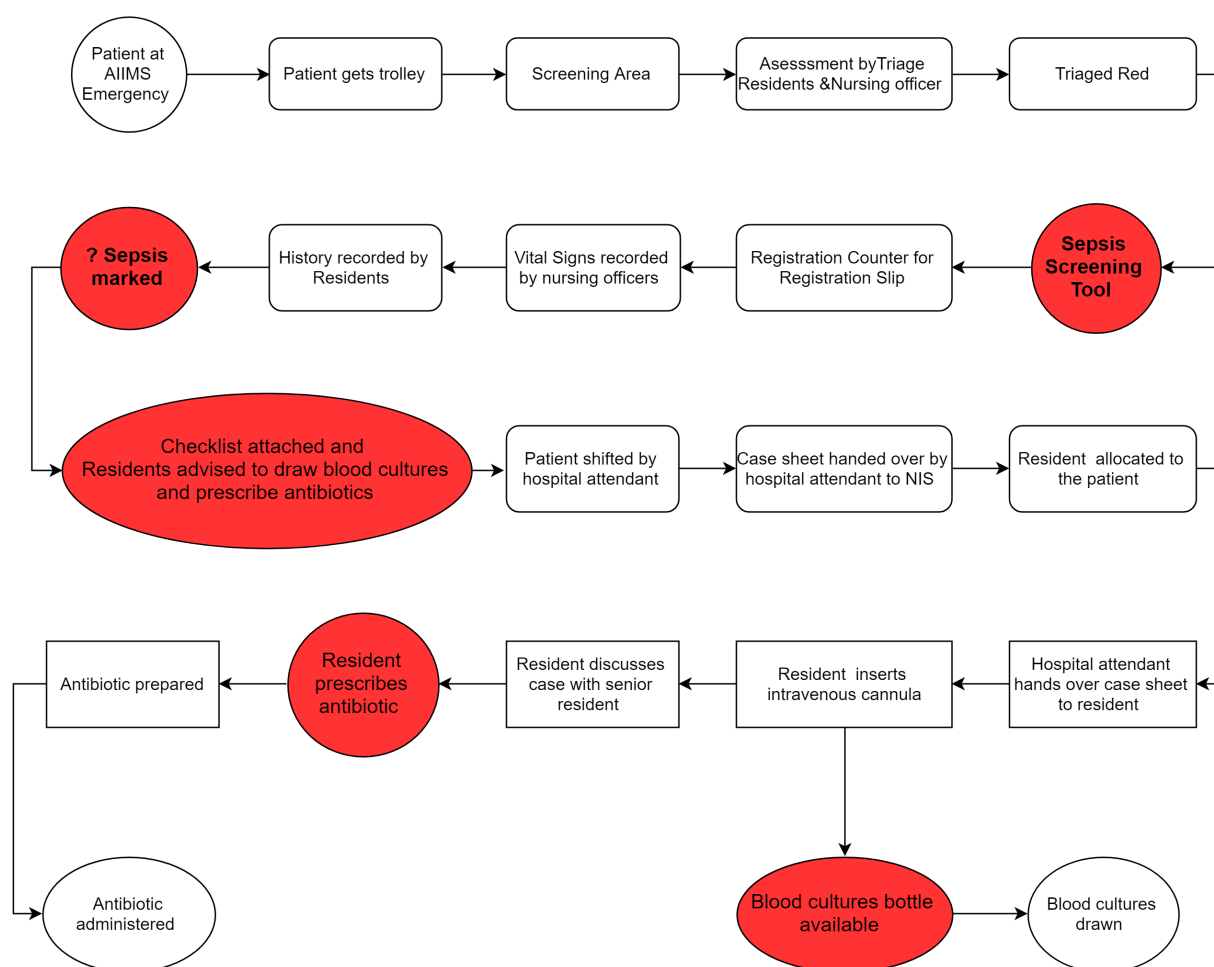 Patient at
AIIMS
Emergency
Patient gets trolley
Screening Area
Asesssment byTriage
Residents &Nursing officer
Triaged Red
? Sepsis
marked
History recorded by
Residents
Vital Signs recorded
by nursing officers
Registration Counter for
Registration Slip
Sepsis
Screening
Tool
Checklist attached and
Residents advised to draw blood cultures
and prescribe antibiotics
Patient shifted by
hospital attendant
Case sheet handed over by
hospital attendant to NIS
Resident allocated to
the patient
Antibiotic prepared
Resident
prescribes
antibiotic
Resident discusses
case with senior
resident
Resident inserts
intravenous cannula
Hospital attendant
hands over case sheet
to resident
Antibiotic
administered
Blood cultures bottle
available
Blood cultures
drawn